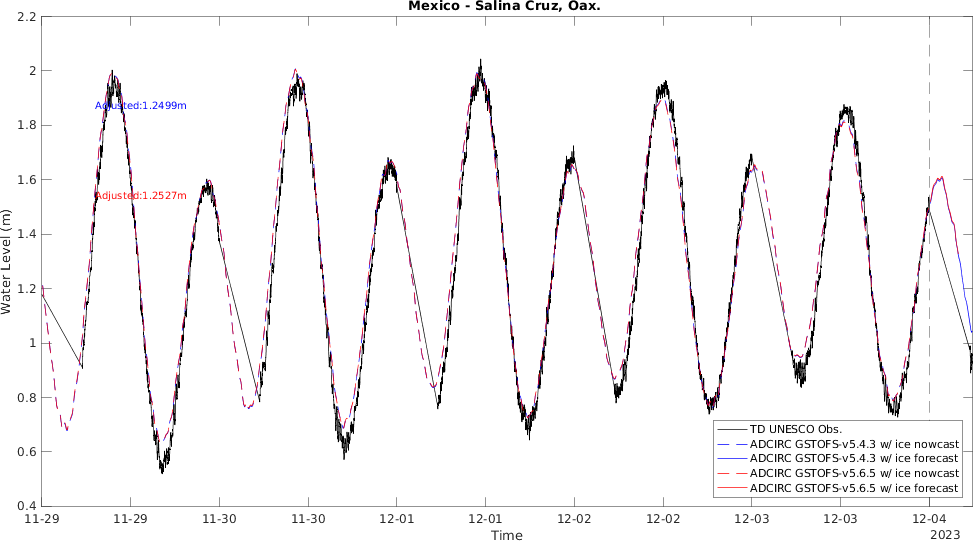 Mexico - Salina Cruz, Oax.
2.2
2
1.8
1.6
1.4
1.2
1
0.8
0.6
0.4
Water Level (m)
Adjusted:1.2499m
Adjusted:1.2527m
TD UNESCO Obs.
ADCIRC GSTOFS-v5.4.3 w/ ice nowcast
ADCIRC GSTOFS-v5.4.3 w/ ice forecast
ADCIRC GSTOFS-v5.6.5 w/ ice nowcast
ADCIRC GSTOFS-v5.6.5 w/ ice forecast
11-29 11-29 11-30 11-30 12-01 12-01 12-02 12-02 12-03 12-03 12-04
2023
Time